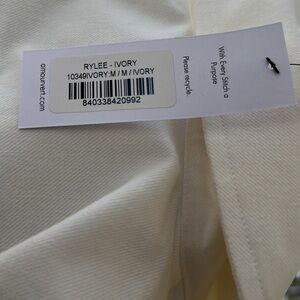 RYLEE - IVORY
10349IVORY:M / M / IVORY
840338420992
With Every Stitch a
Purpose
Please recycle.
amourvert.com